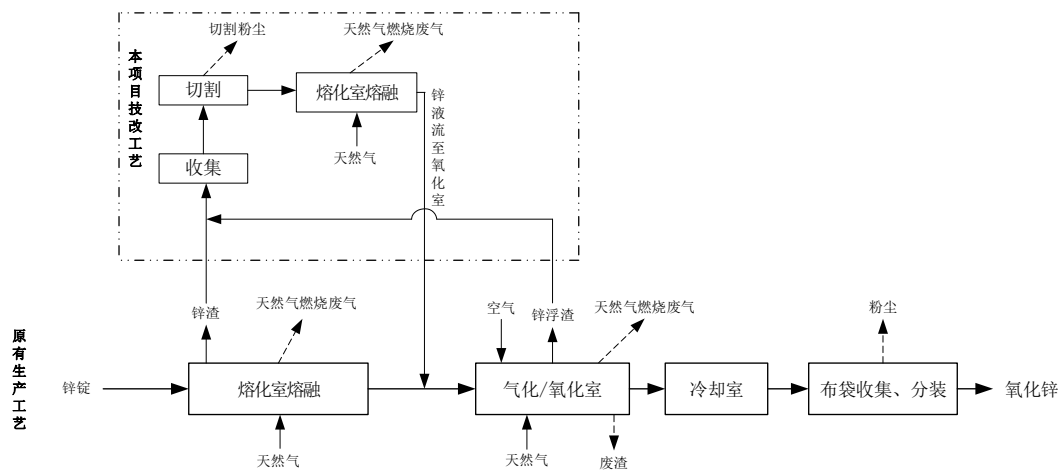 切割粉尘
天然气燃烧废气
本项目技改工艺
切割
熔化室熔融
锌液流至氧化室
天然气
收集
锌渣
天然气燃烧废气
空气
锌浮渣
天然气燃烧废气
粉尘
原有生产工艺
锌锭
熔化室熔融
气化/氧化室
冷却室
布袋收集、分装
氧化锌
天然气
天然气
废渣